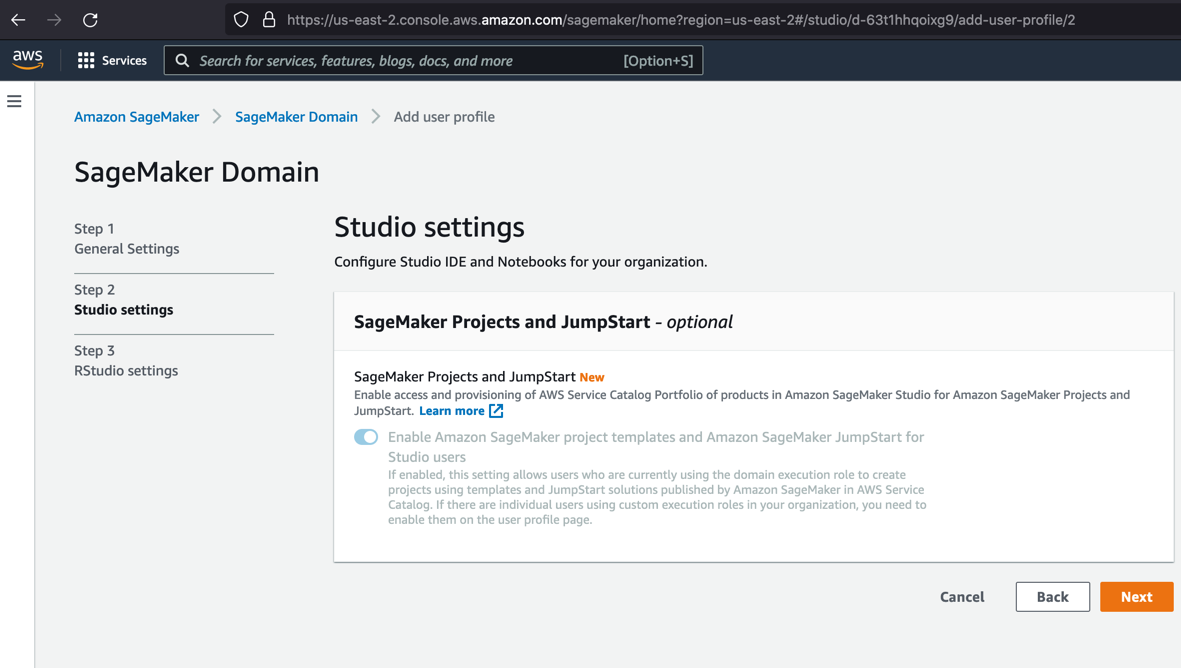 https://us-east-2.console.aws.amazon.com/sagemaker/home?region=us-east-2#/studio/d-63t1hhqoixg9/add-user-profile/2
aws Services Search for services, features, blogs, docs, and more [Option+S]
Amazon SageMaker > SageMaker Domain > Add user profile
SageMaker Domain
Step 1
General Settings
Step 2
Studio settings
Step 3
RStudio settings
Studio settings
Configure Studio IDE and Notebooks for your organization.
SageMaker Projects and JumpStart - optional
SageMaker Projects and JumpStart New
Enable access and provisioning of AWS Service Catalog Portfolio of products in Amazon SageMaker Studio for Amazon SageMaker Projects and
JumpStart. Learn more
Enable Amazon SageMaker project templates and Amazon SageMaker JumpStart for
Studio users
If enabled, this setting allows users who are currently using the domain execution role to create
projects using templates and JumpStart solutions published by Amazon SageMaker in AWS Service
Catalog. If there are individual users using custom execution roles in your organization, you need to
enable them on the user profile page.
Cancel Back Next